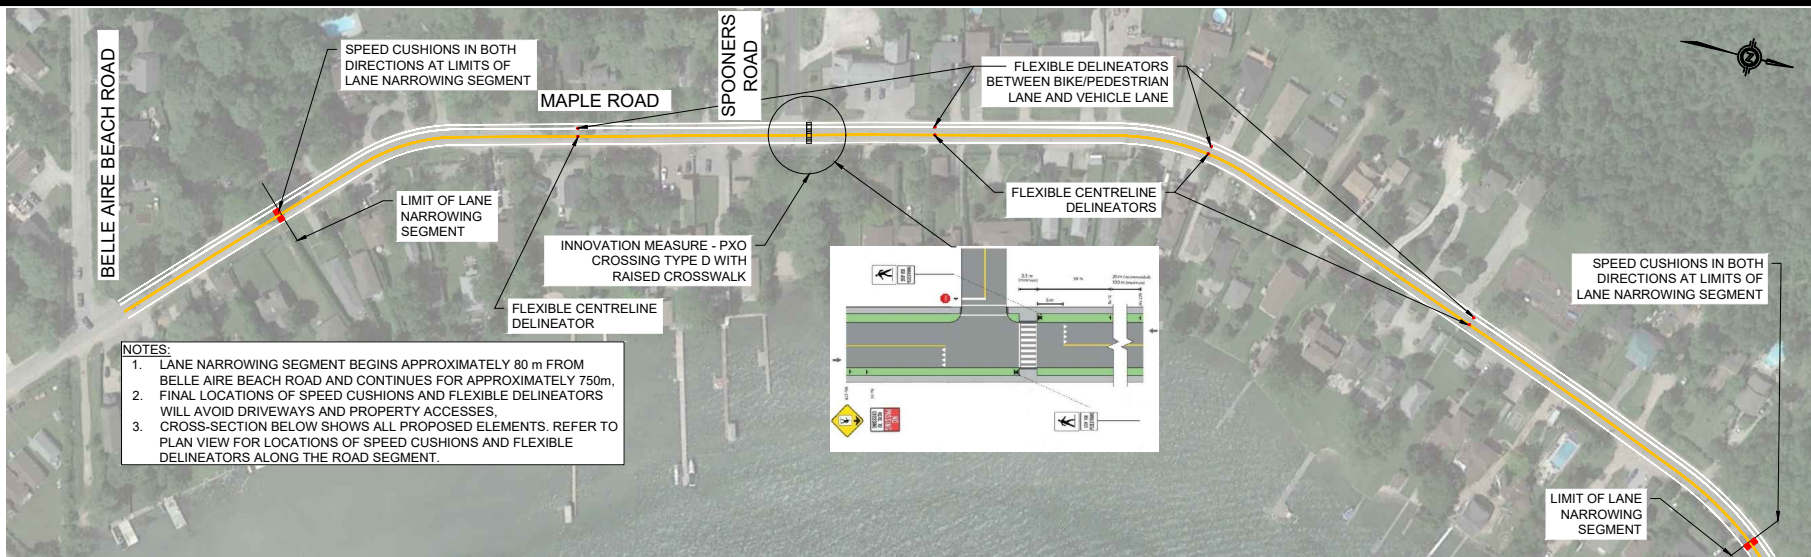 BELLE AIRE BEACH ROAD
SPEED CUSHIONS IN BOTH
DIRECTIONS AT LIMITS OF
LANE NARROWING SEGMENT
MAPLE ROAD
SPOONERS
ROAD
FLEXIBLE DELINEATORS
BETWEEN BIKE/PEDESTRIAN
LANE AND VEHICLE LANE
LIMIT OF LANE
NARROWING
SEGMENT
INNOVATION MEASURE - PXO
CROSSING TYPE D WITH
RAISED CROSSWALK
FLEXIBLE CENTRELINE
DELINEATOR
FLEXIBLE CENTRELINE
DELINEATORS
SPEED CUSHIONS IN BOTH
DIRECTIONS AT LIMITS OF
LANE NARROWING SEGMENT
LIMIT OF LANE
NARROWING
SEGMENT
NOTES:
1. LANE NARROWING SEGMENT BEGINS APPROXIMATELY 80 m FROM
BELLE AIRE BEACH ROAD AND CONTINUES FOR APPROXIMATELY 750m,
2. FINAL LOCATIONS OF SPEED CUSHIONS AND FLEXIBLE DELINEATORS
WILL AVOID DRIVEWAYS AND PROPERTY ACCESSES,
3. CROSS-SECTION BELOW SHOWS ALL PROPOSED ELEMENTS. REFER TO
PLAN VIEW FOR LOCATIONS OF SPEED CUSHIONS AND FLEXIBLE
DELINEATORS ALONG THE ROAD SEGMENT.
Z